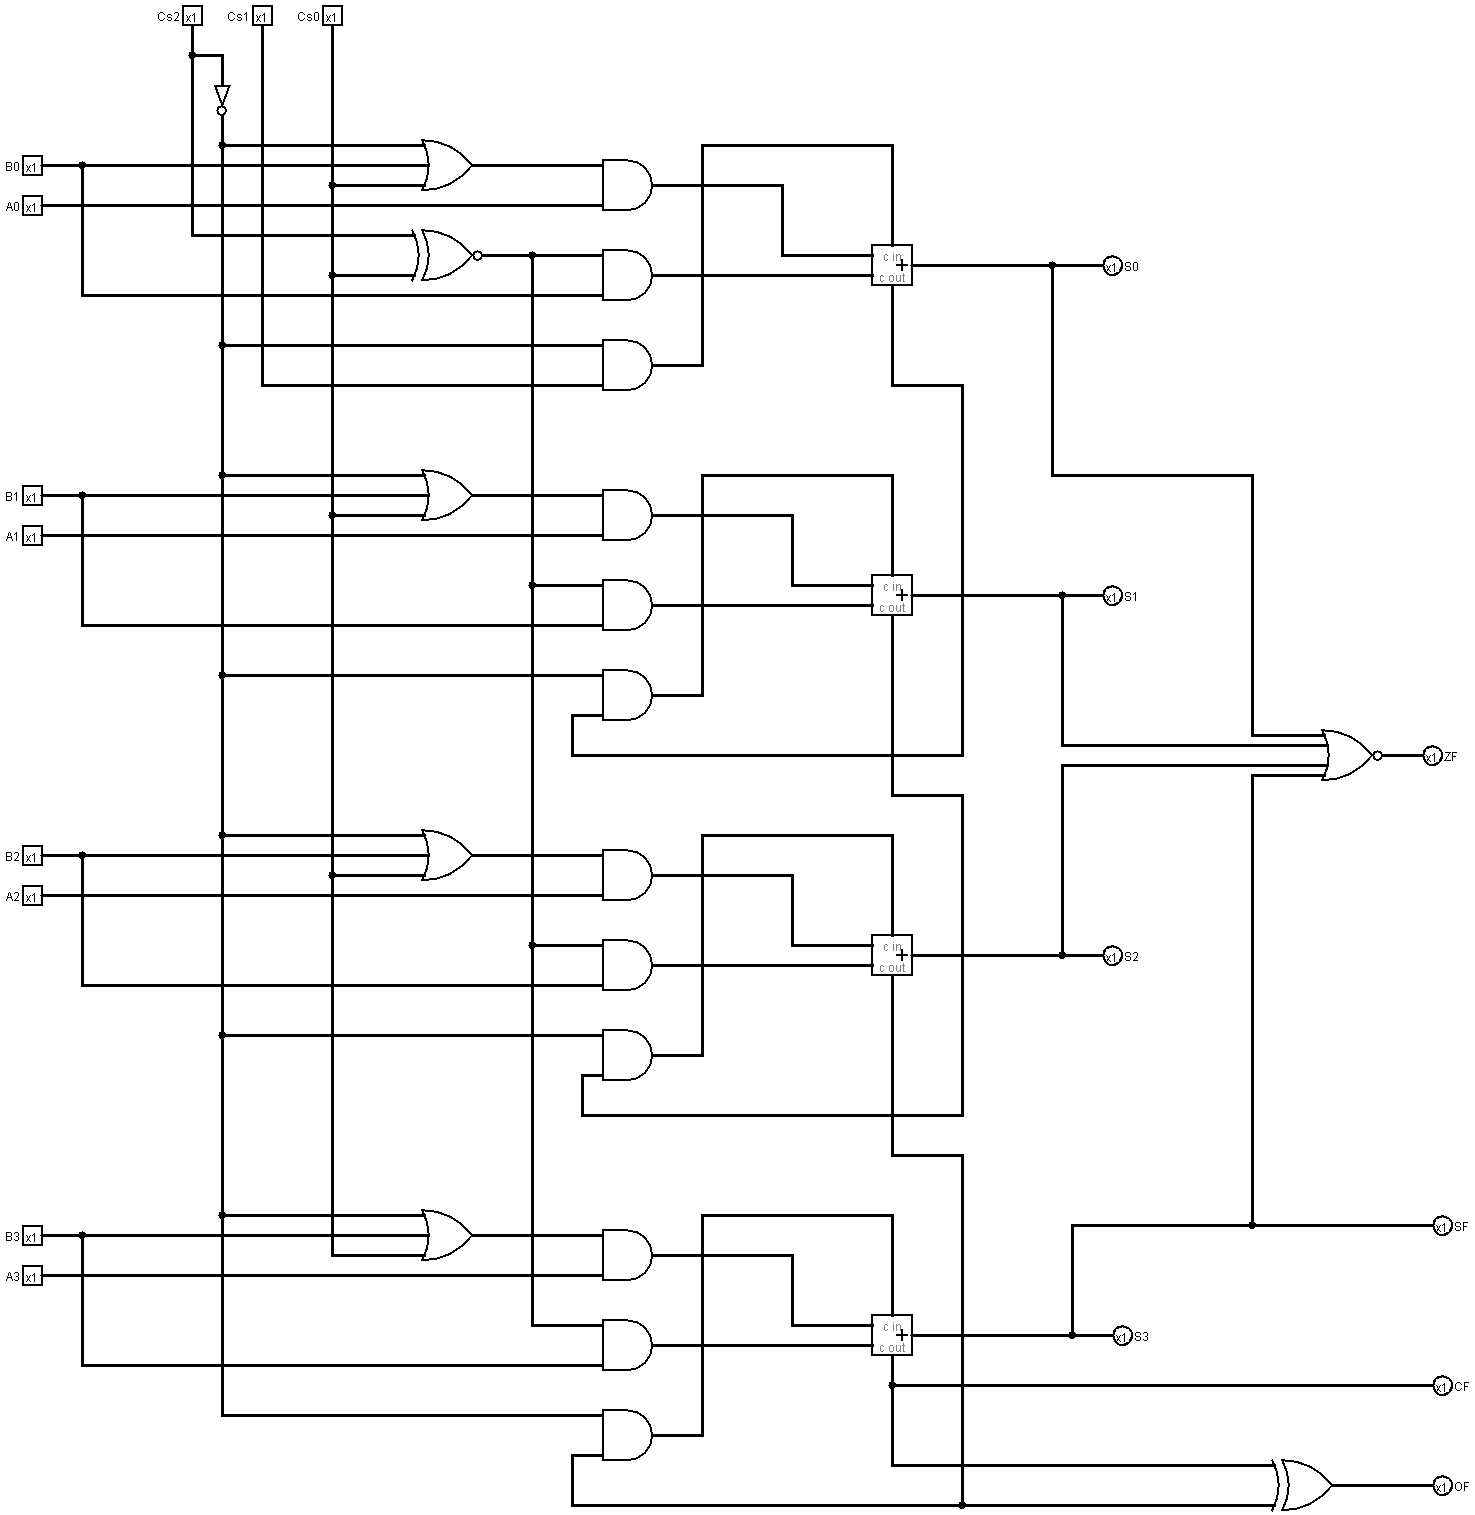 Cs2 x1 Cs1 x1 Cs0 x1
B0 x1
A0 x1
c in
+
c out
x1 S0
B1 x1
A1 x1
c in
+
c out
x1 S1
x1 ZF
B2 x1
A2 x1
c in
+
c out
x1 S2
B3 x1
x1 SF
A3 x1
c in
+
c out
x1 S3
x1 CF
x1 OF